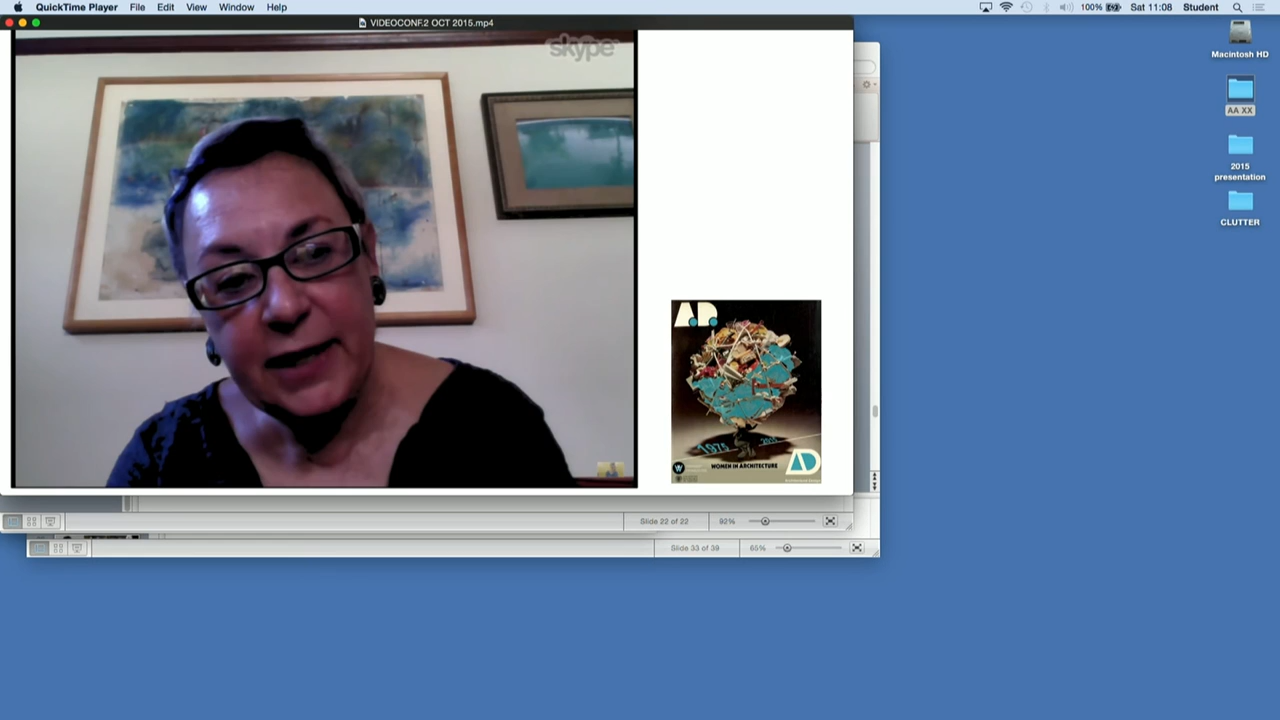 QuickTime Player File Edit View Window Help 100% Sat 11:08 Student
VIDEOCONF.2 OCT 2015.mp4
skype
Macintosh HD
AA XX
2015
presentation
CLUTTER
A.D.
1975
WOMEN IN ARCHITECTURE
AD
Slide 22 of 22 92%
Slide 33 of 39 65%